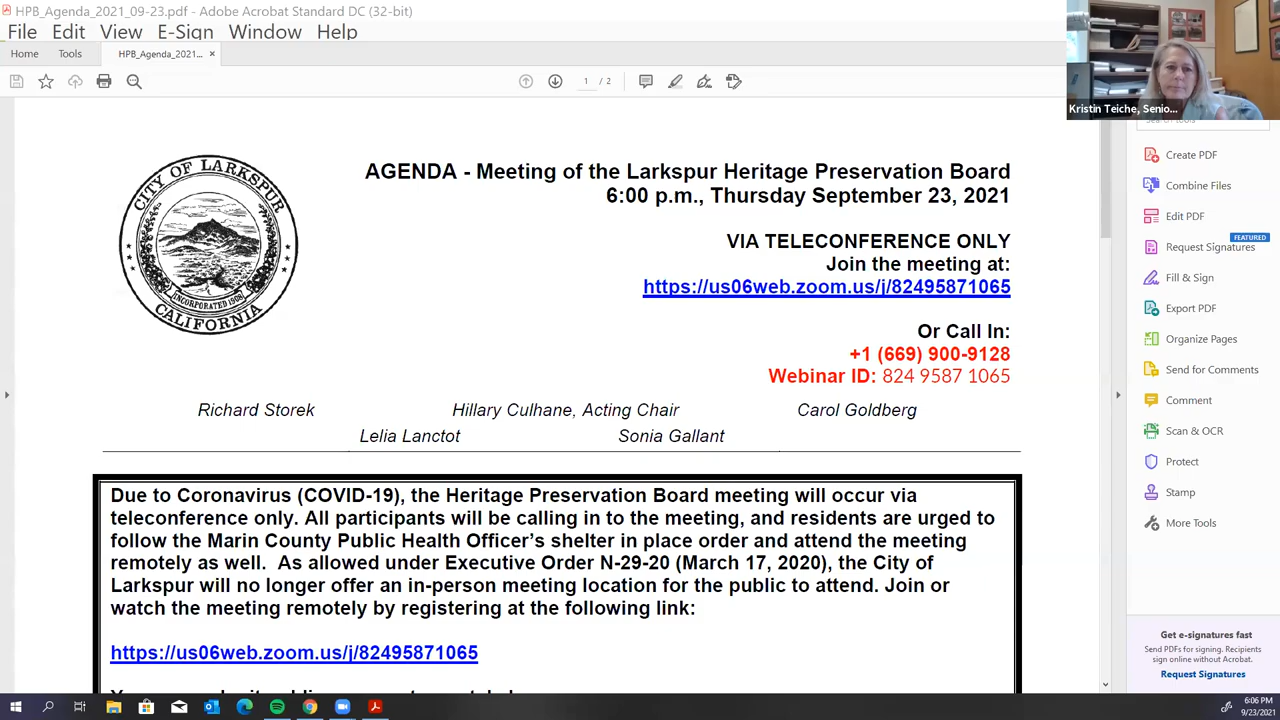 HPB_Agenda_2021_09-23.pdf - Adobe Acrobat Standard DC (32-bit)
File Edit View E-Sign Window Help
Home Tools HPB_Agenda_2021... ×
1 / 2
Kristin Teiche, Senio...
Search tools
CITY OF LARKSPUR
INCORPORATED 1908
CALIFORNIA
AGENDA - Meeting of the Larkspur Heritage Preservation Board
6:00 p.m., Thursday September 23, 2021
VIA TELECONFERENCE ONLY
Join the meeting at:
https://us06web.zoom.us/j/82495871065
Or Call In:
+1 (669) 900-9128
Webinar ID: 824 9587 1065
Richard Storek Hillary Culhane, Acting Chair Carol Goldberg
Lelia Lanctot Sonia Gallant
Due to Coronavirus (COVID-19), the Heritage Preservation Board meeting will occur via
teleconference only. All participants will be calling in to the meeting, and residents are urged to
follow the Marin County Public Health Officer's shelter in place order and attend the meeting
remotely as well. As allowed under Executive Order N-29-20 (March 17, 2020), the City of
Larkspur will no longer offer an in-person meeting location for the public to attend. Join or
watch the meeting remotely by registering at the following link:
https://us06web.zoom.us/j/82495871065
Create PDF
Combine Files
Edit PDF
FEATURED
Request Signatures
Fill & Sign
Export PDF
Organize Pages
Send for Comments
Comment
Scan & OCR
Protect
Stamp
More Tools
Get e-signatures fast
Send PDFs for signing. Recipients
sign online without Acrobat.
Request Signatures
6:06 PM
9/23/2021